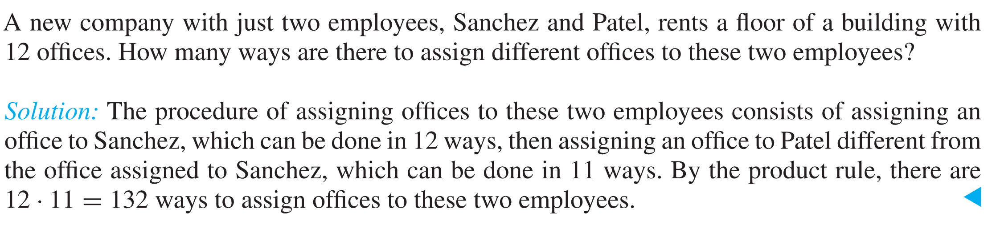 A new company with just two employees, Sanchez and Patel, rents a floor of a building with
12 offices. How many ways are there to assign different offices to these two employees?
Solution: The procedure of assigning offices to these two employees consists of assigning an
office to Sanchez, which can be done in 12 ways, then assigning an office to Patel different from
the office assigned to Sanchez, which can be done in 11 ways. By the product rule, there are
12 · 11 = 132 ways to assign offices to these two employees.